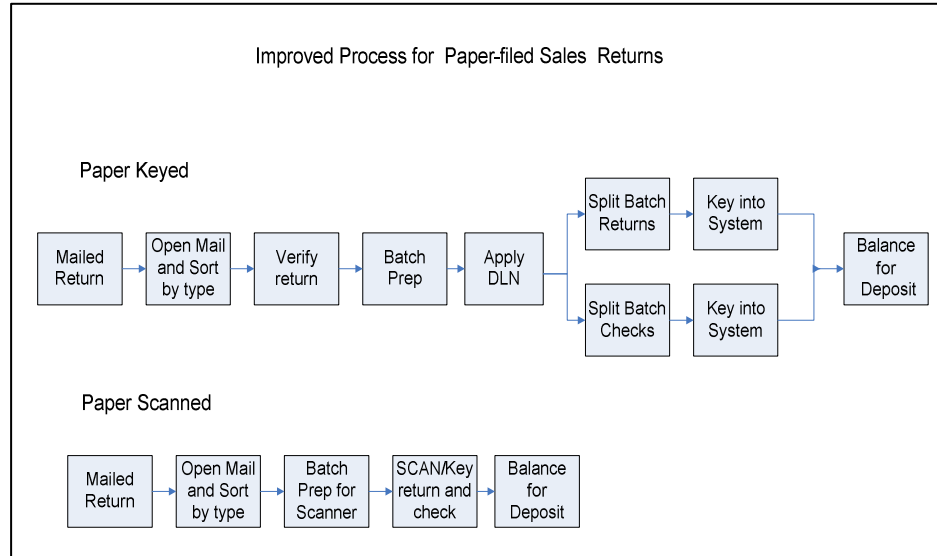 Improved Process for Paper-filed Sales Returns
Paper Keyed
Mailed
Return
Open Mail
and Sort
by type
Verify
return
Batch
Prep
Apply
DLN
Split Batch
Returns
Key into
System
Split Batch
Checks
Key into
System
Balance
for
Deposit
Paper Scanned
Mailed
Return
Open Mail
and Sort
by type
Batch
Prep for
Scanner
SCAN/Key
return and
check
Balance
for
Deposit